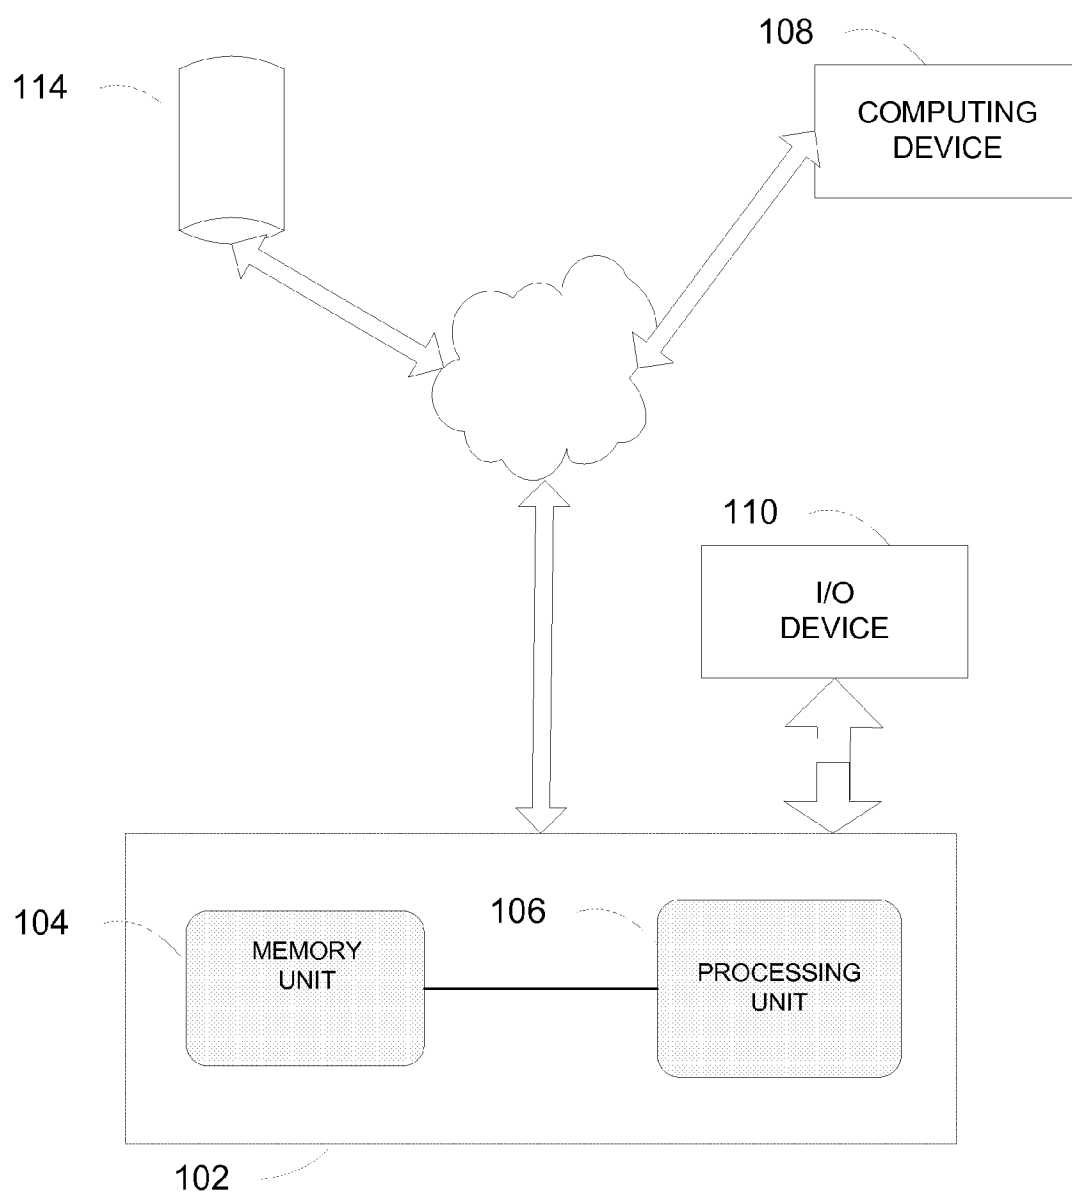 108
114
COMPUTING
DEVICE
110
I/O
DEVICE
104
106
MEMORY
UNIT
PROCESSING
UNIT
102